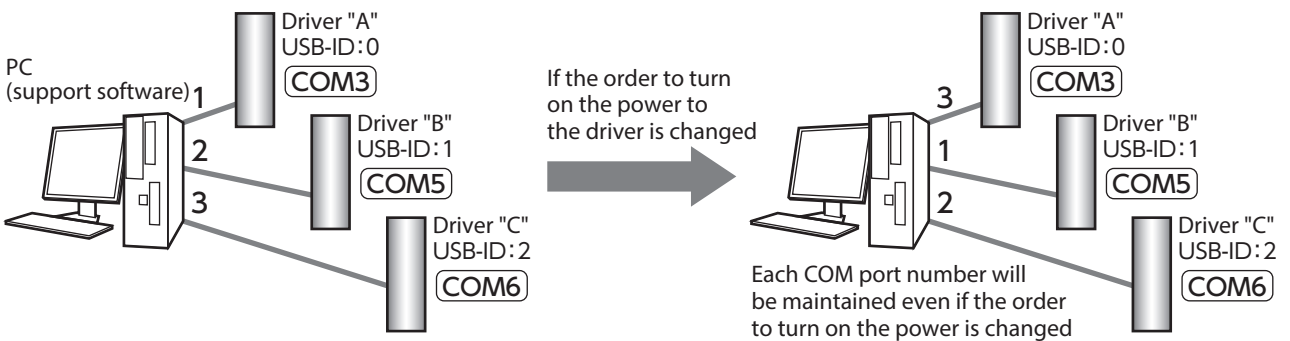 PC
(support software)
1
2
3
Driver "A"
USB-ID:0
COM3
Driver "B"
USB-ID:1
COM5
Driver "C"
USB-ID:2
COM6
If the order to turn
on the power to
the driver is changed
3
1
2
Driver "A"
USB-ID:0
COM3
Driver "B"
USB-ID:1
COM5
Driver "C"
USB-ID:2
COM6
Each COM port number will
be maintained even if the order
to turn on the power is changed